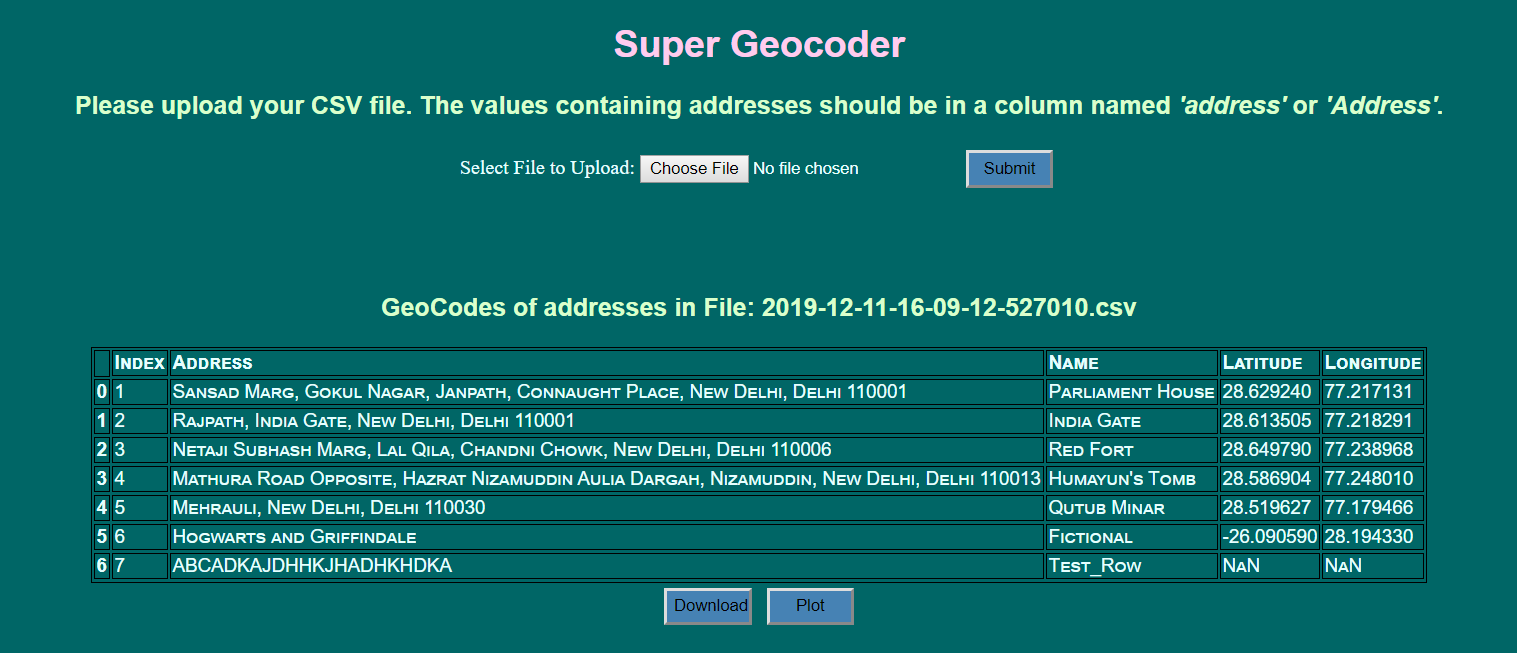 Super Geocoder
Please upload your CSV file. The values containing addresses should be in a column named 'address' or 'Address'.
Select File to Upload: Choose File No file chosen Submit
GeoCodes of addresses in File: 2019-12-11-16-09-12-527010.csv
Index Address Name Latitude Longitude
0 1 Sansad Marg, Gokul Nagar, Janpath, Connaught Place, New Delhi, Delhi 110001 Parliament House 28.629240 77.217131
1 2 Rajpath, India Gate, New Delhi, Delhi 110001 India Gate 28.613505 77.218291
2 3 Netaji Subhash Marg, Lal Qila, Chandni Chowk, New Delhi, Delhi 110006 Red Fort 28.649790 77.238968
3 4 Mathura Road Opposite, Hazrat Nizamuddin Aulia Dargah, Nizamuddin, New Delhi, Delhi 110013 Humayun's Tomb 28.586904 77.248010
4 5 Mehrauli, New Delhi, Delhi 110030 Qutub Minar 28.519627 77.179466
5 6 Hogwarts and Griffindale Fictional -26.090590 28.194330
6 7 ABCADKAJDHHKJHADHKHDKA Test_Row NaN NaN
Download Plot